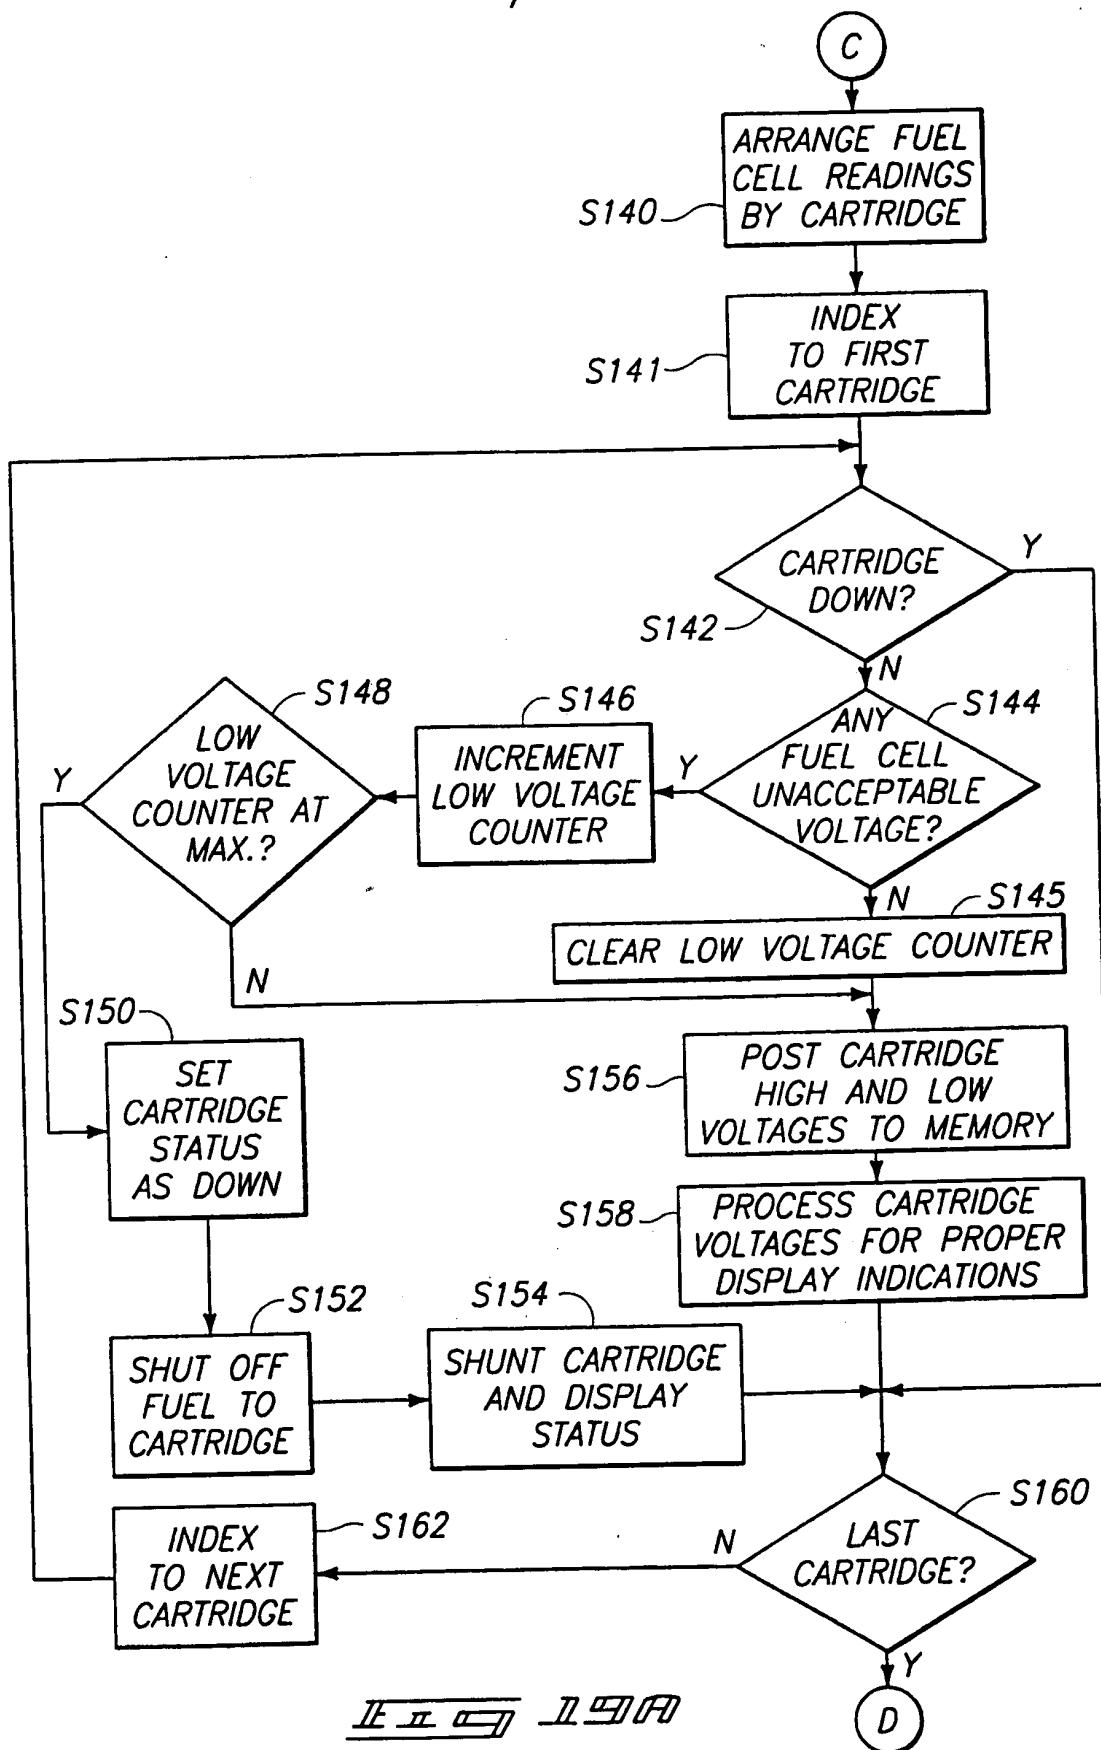 C
ARRANGE FUEL
CELL READINGS
BY CARTRIDGE
S140
INDEX
TO FIRST
CARTRIDGE
S141
CARTRIDGE
DOWN?
Y
S142
N
ANY
FUEL CELL
UNACCEPTABLE
VOLTAGE?
S144
Y
S146
INCREMENT
LOW VOLTAGE
COUNTER
S148
LOW
VOLTAGE
COUNTER AT
MAX.?
Y
N
N
S145
CLEAR LOW VOLTAGE COUNTER
S150
SET
CARTRIDGE
STATUS
AS DOWN
S156
POST CARTRIDGE
HIGH AND LOW
VOLTAGES TO MEMORY
S158
PROCESS CARTRIDGE
VOLTAGES FOR PROPER
DISPLAY INDICATIONS
S152
SHUT OFF
FUEL TO
CARTRIDGE
S154
SHUNT CARTRIDGE
AND DISPLAY
STATUS
S160
LAST
CARTRIDGE?
N
S162
INDEX
TO NEXT
CARTRIDGE
Y
D
FIG 19A